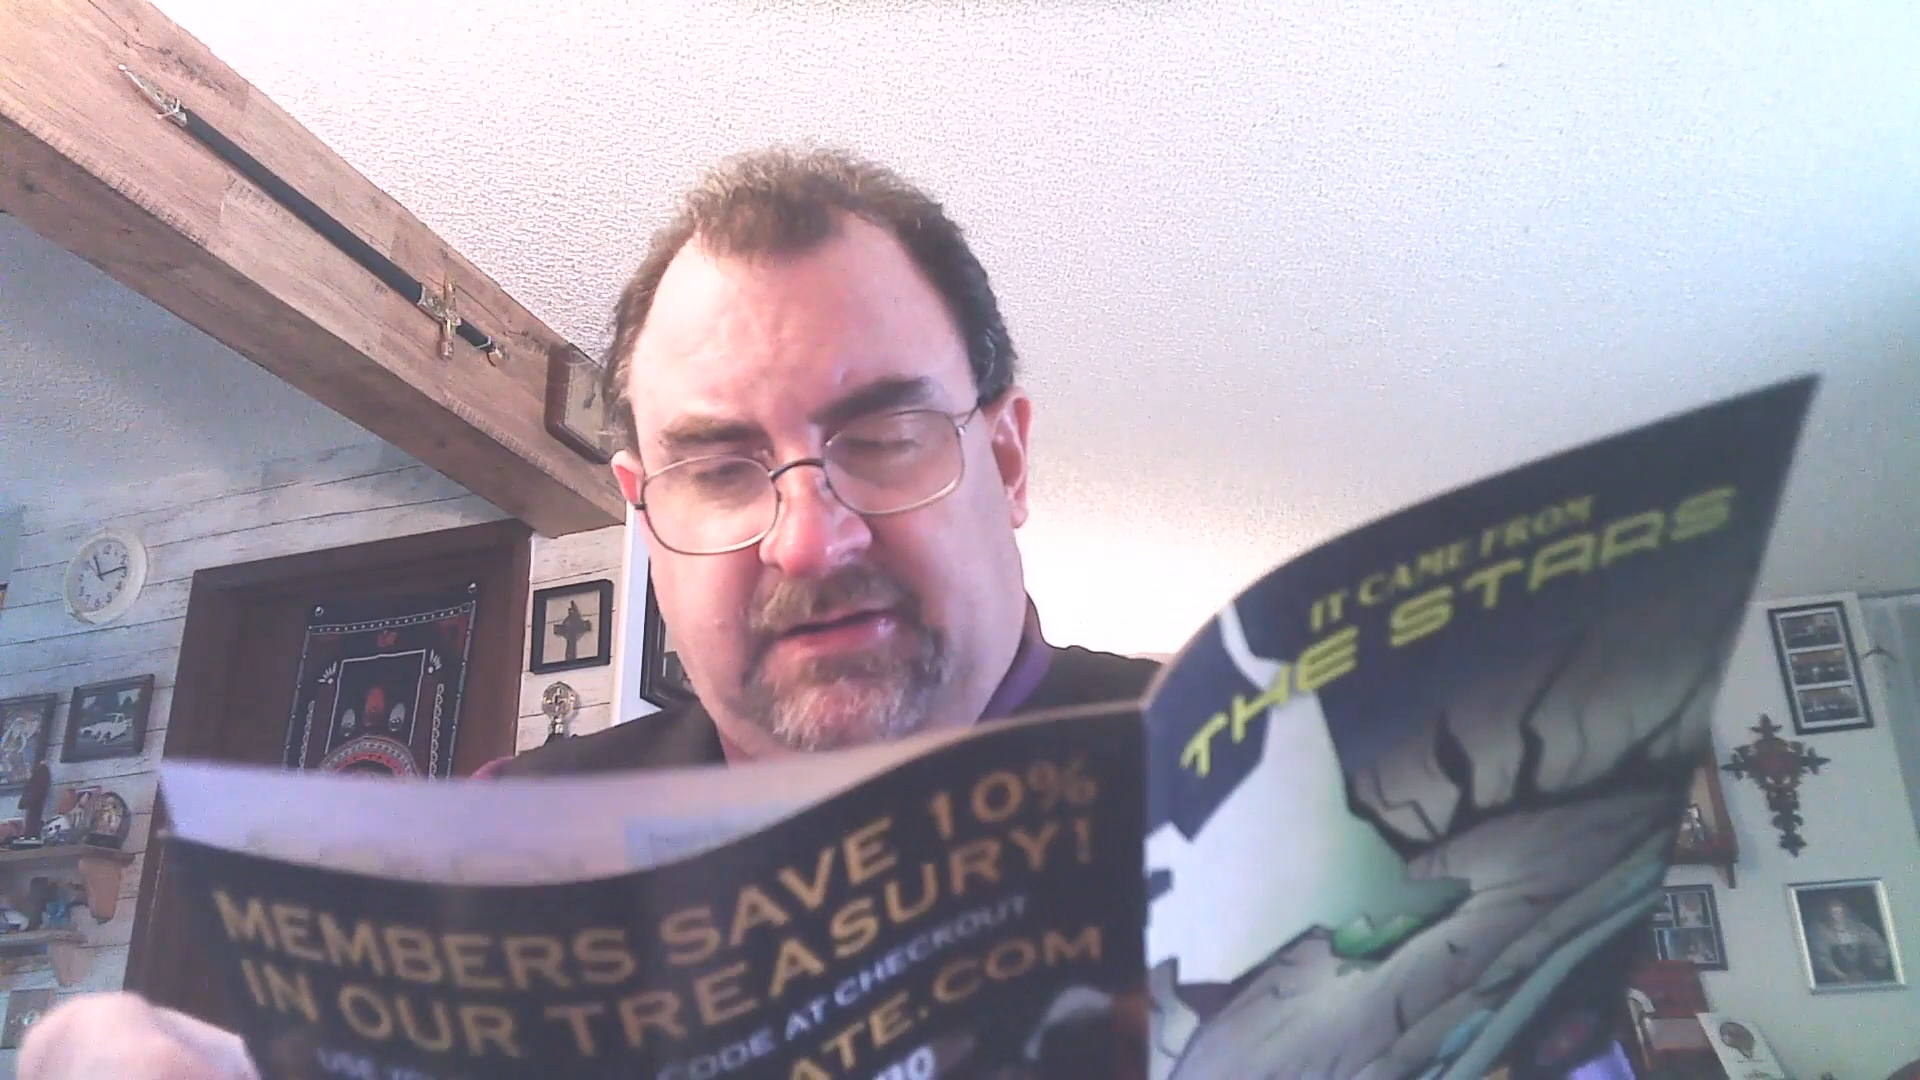 IT CAME FROM
THE STARS
MEMBERS SAVE 10%
IN OUR TREASURY!
CODE AT CHECKOUT
ATE.COM